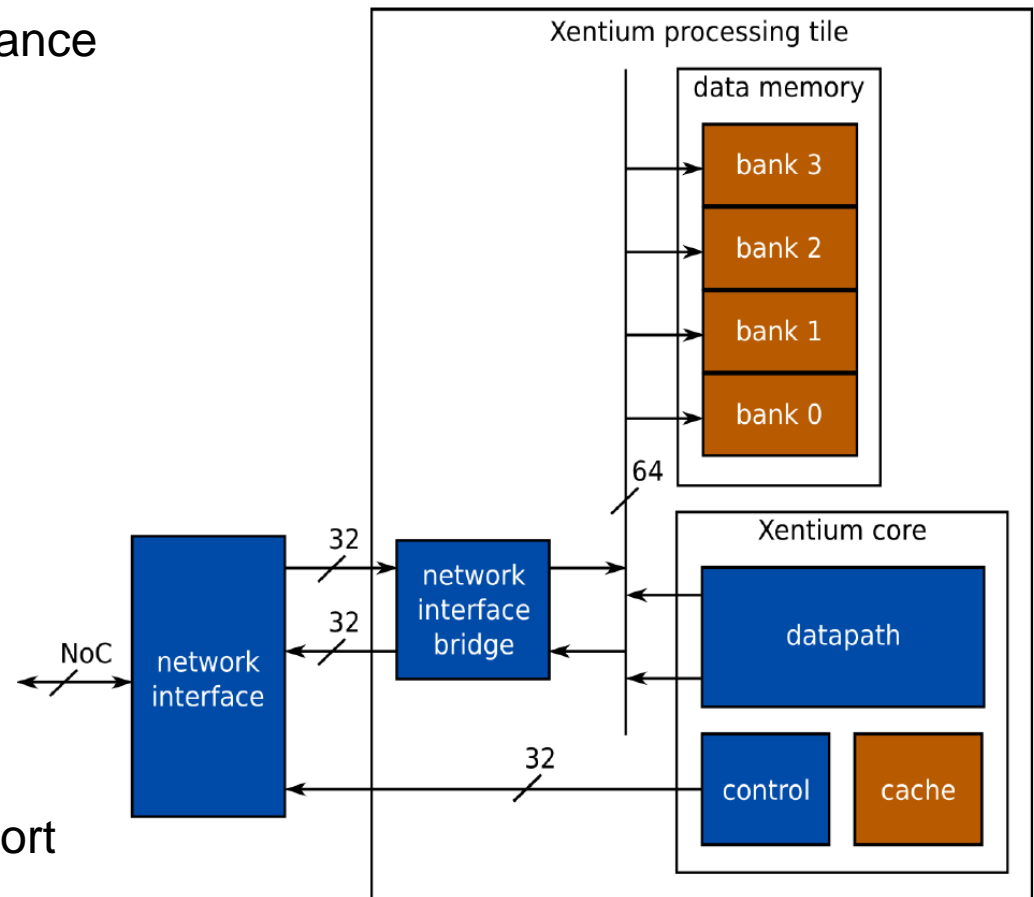 ance
Xentium processing tile
data memory
bank 3
bank 2
bank 1
bank 0
64
Xentium core
32
network
interface
bridge
datapath
32
NoC
network
interface
32
control
cache
ort